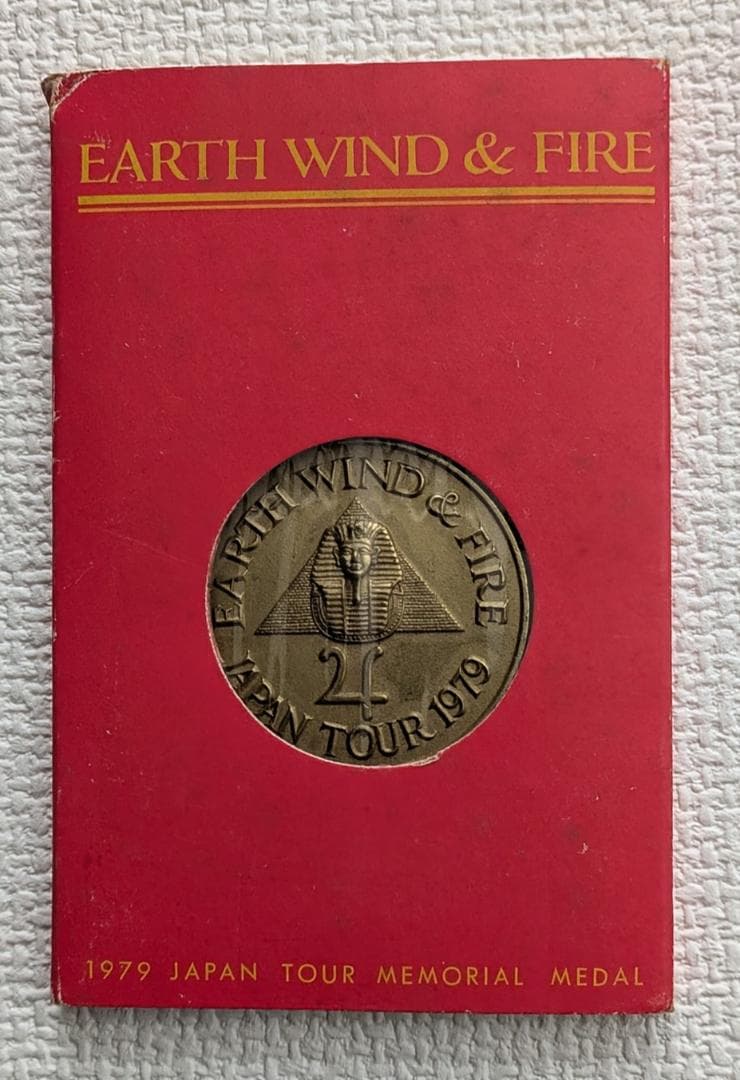 EARTH WIND & FIRE
EARTH WIND & FIRE
JAPAN TOUR 1979
1979 JAPAN TOUR MEMORIAL MEDAL